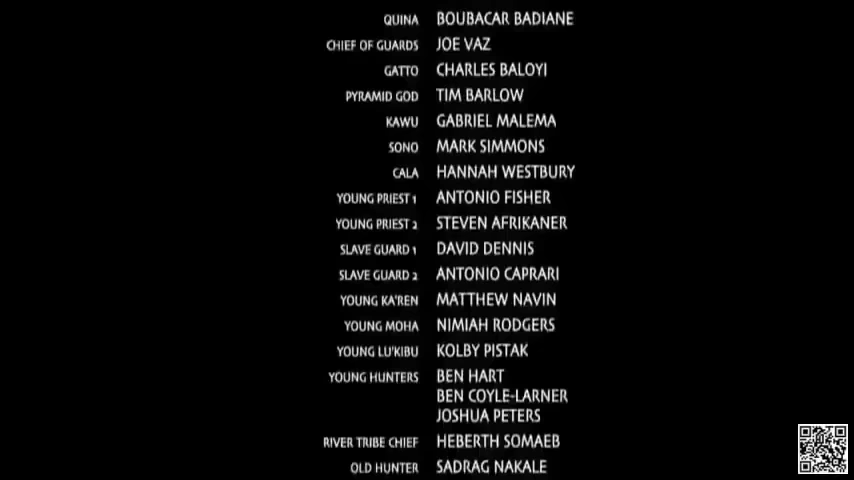 QUINA BOUBACAR BADIANE
CHIEF OF GUARDS JOE VAZ
GATTO CHARLES BALOYI
PYRAMID GOD TIM BARLOW
KAWU GABRIEL MALEMA
SONO MARK SIMMONS
CALA HANNAH WESTBURY
YOUNG PRIEST 1 ANTONIO FISHER
YOUNG PRIEST 2 STEVEN AFRIKANER
SLAVE GUARD 1 DAVID DENNIS
SLAVE GUARD 2 ANTONIO CAPRARI
YOUNG KA'REN MATTHEW NAVIN
YOUNG MOHA NIMIAH RODGERS
YOUNG LU'KIBU KOLBY PISTAK
YOUNG HUNTERS BEN HART
BEN COYLE-LARNER
JOSHUA PETERS
RIVER TRIBE CHIEF HEBERTH SOMAEB
OLD HUNTER SADRAG NAKALE